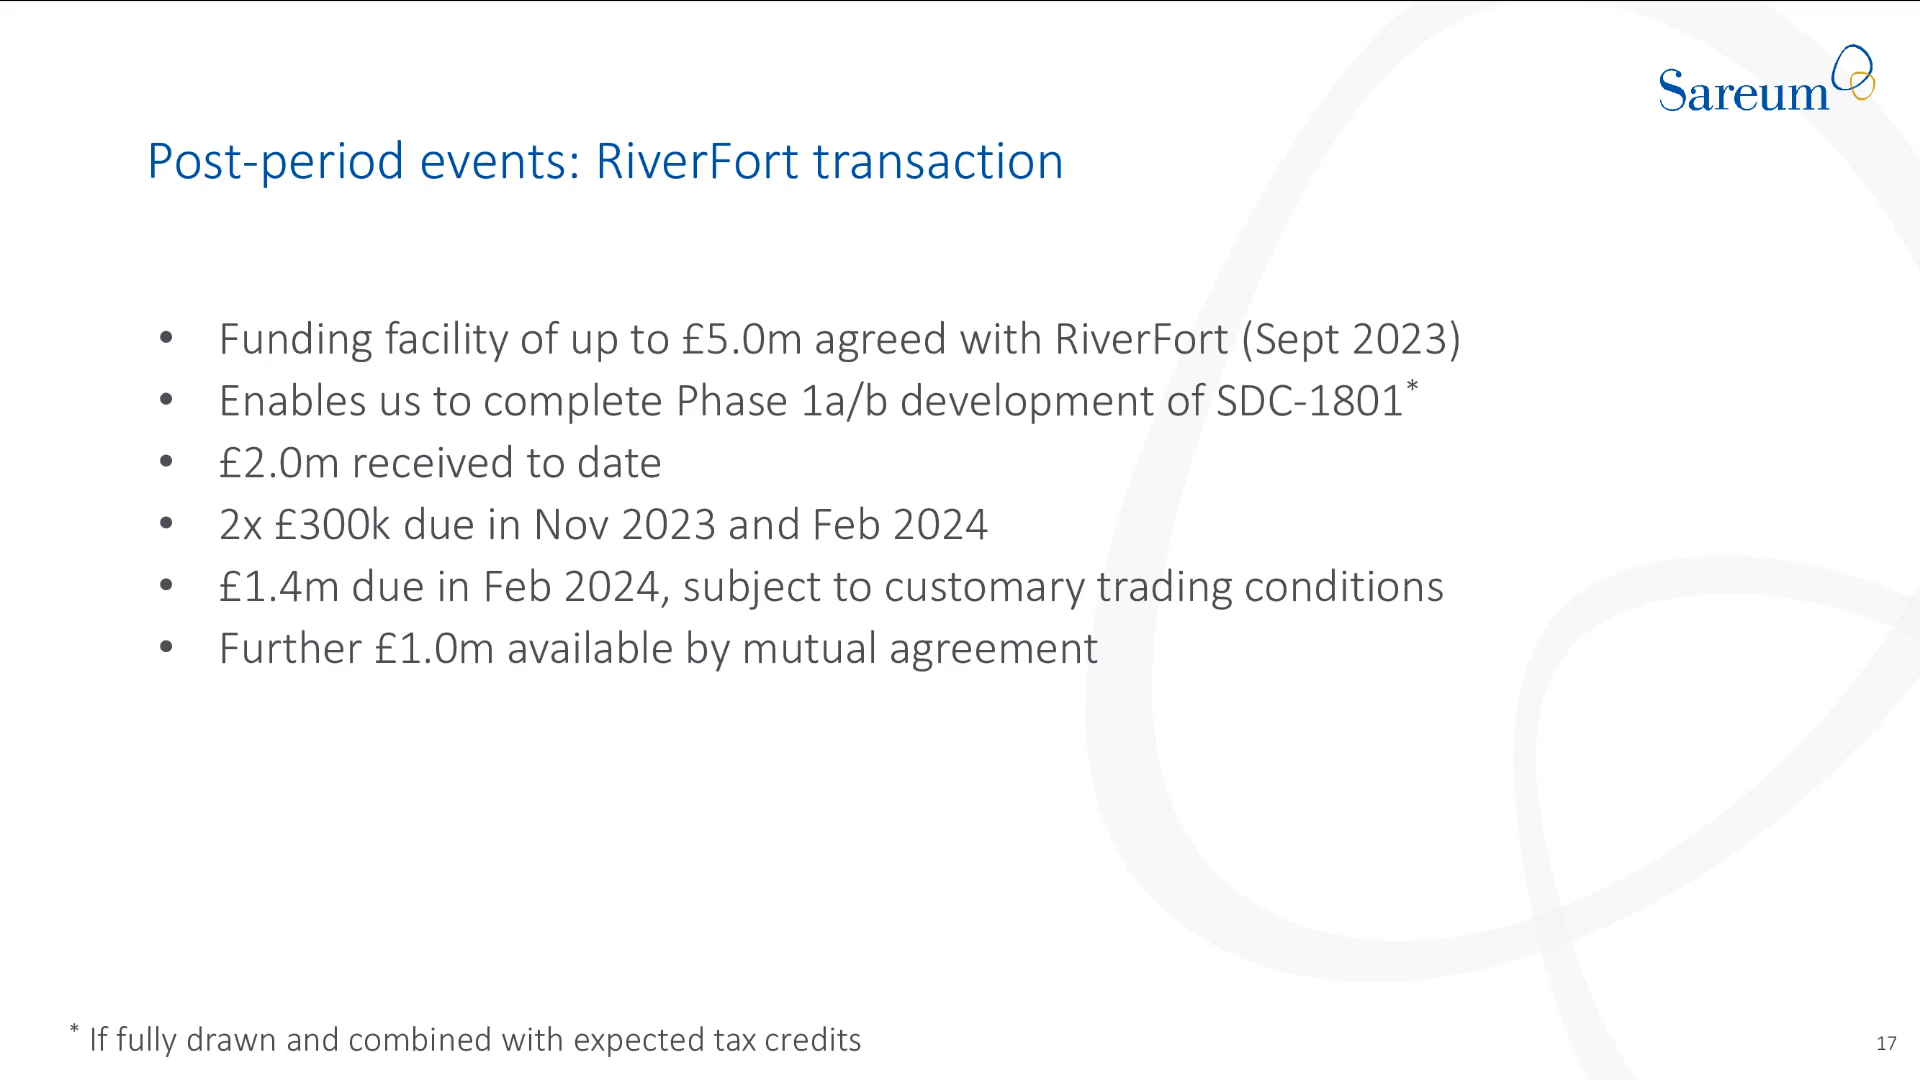 Sareum
Post-period events: RiverFort transaction
• Funding facility of up to £5.0m agreed with RiverFort (Sept 2023)
• Enables us to complete Phase 1a/b development of SDC-1801*
• £2.0m received to date
• 2x £300k due in Nov 2023 and Feb 2024
• £1.4m due in Feb 2024, subject to customary trading conditions
• Further £1.0m available by mutual agreement
* If fully drawn and combined with expected tax credits
17